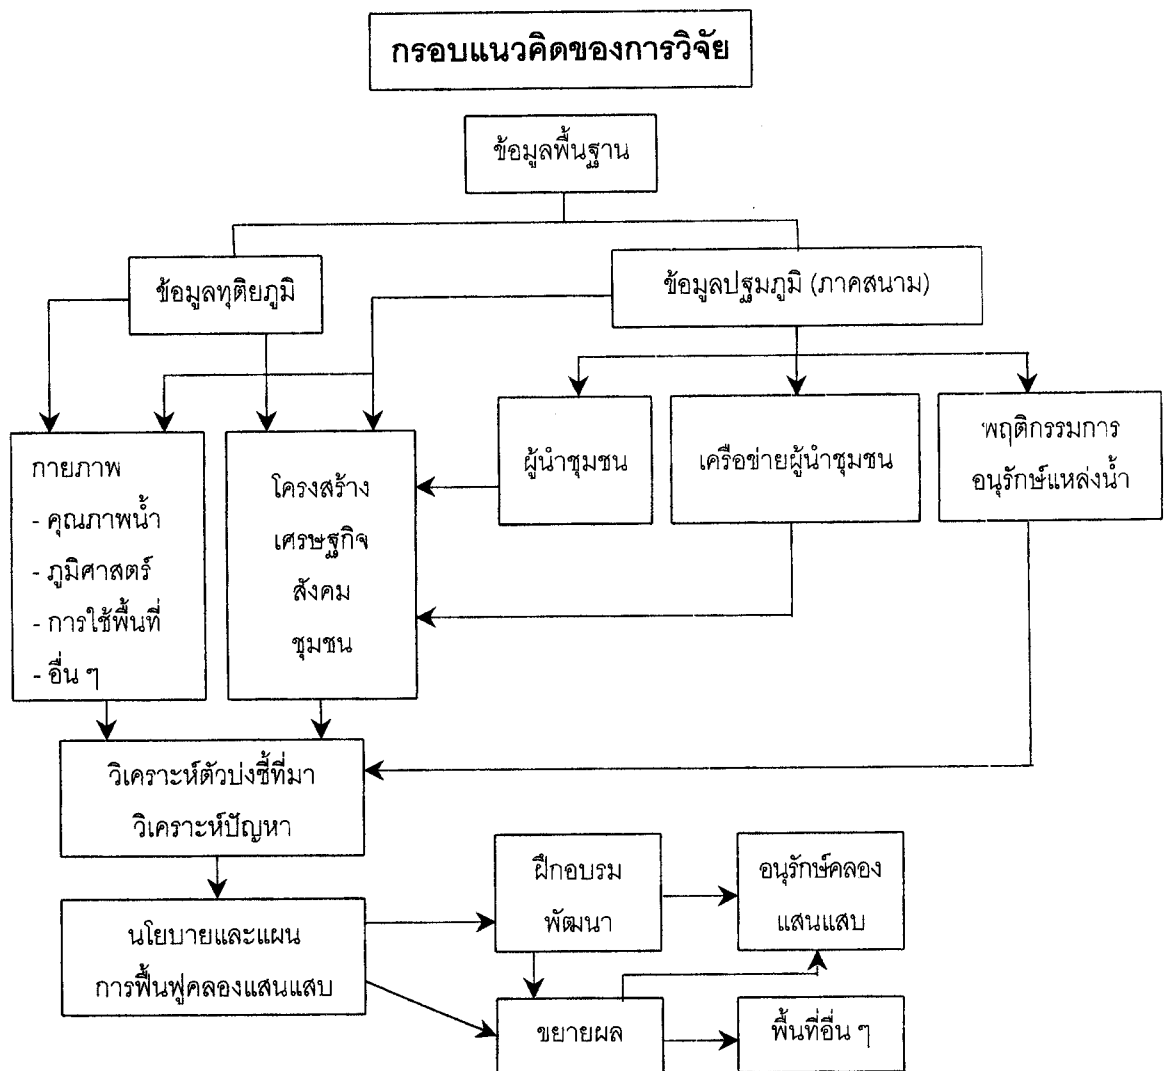 กรอบแนวคิดของการวิจัย
ข้อมูลพื้นฐาน
ข้อมูลทุติยภูมิ
ข้อมูลปฐมภูมิ (ภาคสนาม)
กายภาพ
- คุณภาพน้ำ
- ภูมิศาสตร์
- การใช้พื้นที่
- อื่น ๆ
โครงสร้าง
เศรษฐกิจ
สังคม
ชุมชน
ผู้นำชุมชน
เครือข่ายผู้นำชุมชน
พฤติกรรมการ
อนุรักษ์แหล่งน้ำ
วิเคราะห์ตัวบ่งชี้ที่มา
วิเคราะห์ปัญหา
นโยบายและแผน
การฟื้นฟูคลองแสนแสบ
ฝึกอบรม
พัฒนา
อนุรักษ์คลอง
แสนแสบ
ขยายผล
พื้นที่อื่น ๆ